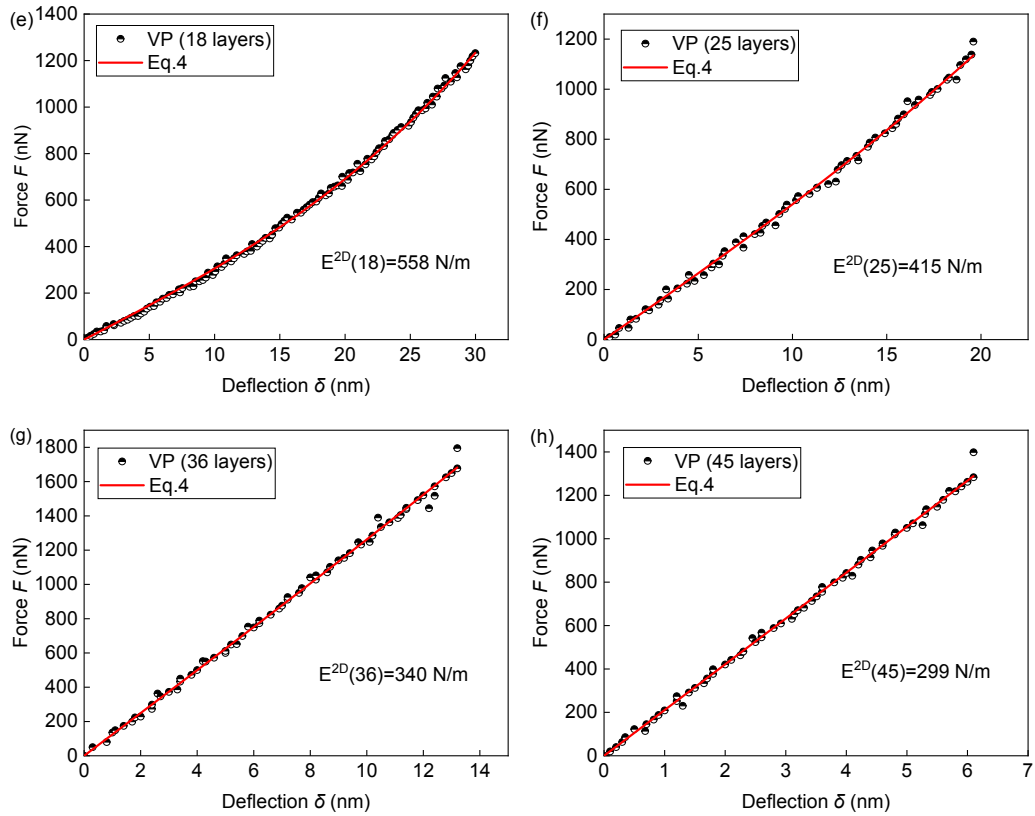 (e)
1400
1200
1000
800
600
400
200
0
Force F (nN)
VP (18 layers)
Eq.4
E²ᴰ(18)=558 N/m
0 5 10 15 20 25 30
Deflection δ (nm)
(f)
1200
1000
800
600
400
200
0
Force F (nN)
VP (25 layers)
Eq.4
E²ᴰ(25)=415 N/m
0 5 10 15 20
Deflection δ (nm)
(g)
1800
1600
1400
1200
1000
800
600
400
200
0
Force F (nN)
VP (36 layers)
Eq.4
E²ᴰ(36)=340 N/m
0 2 4 6 8 10 12 14
Deflection δ (nm)
(h)
1400
1200
1000
800
600
400
200
0
Force F (nN)
VP (45 layers)
Eq.4
E²ᴰ(45)=299 N/m
0 1 2 3 4 5 6 7
Deflection δ (nm)